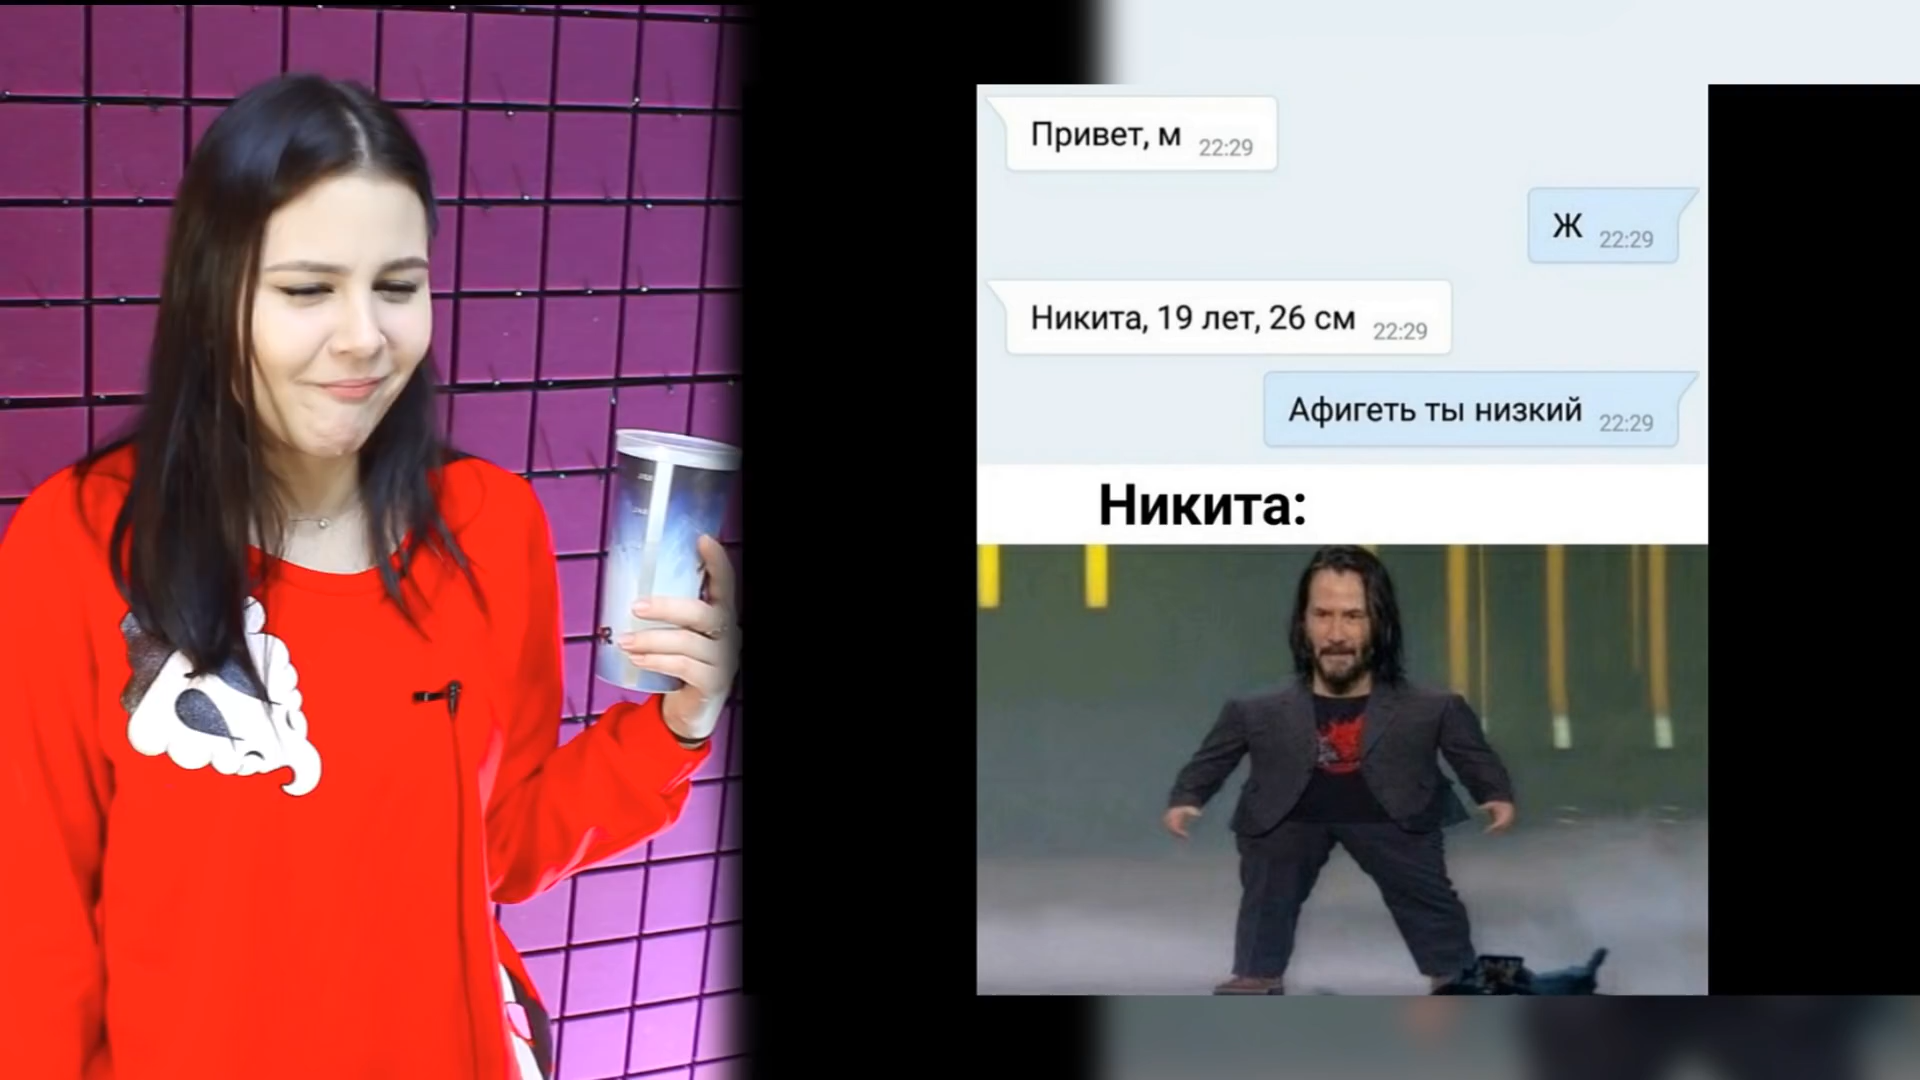 Привет, м 22:29
Ж 22:29
Никита, 19 лет, 26 см 22:29
Афигеть ты низкий 22:29
Никита: